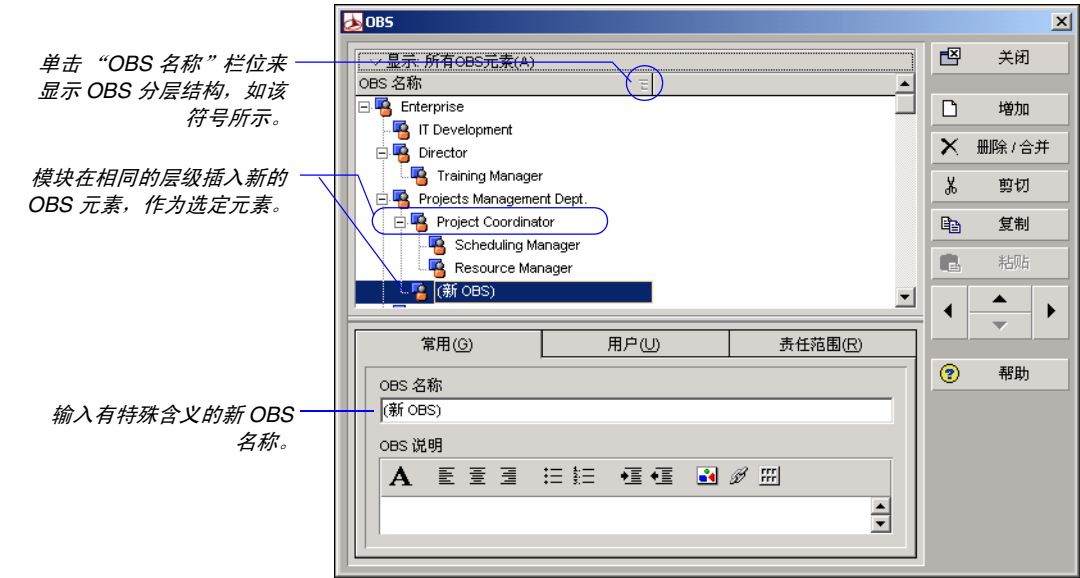 OBS
单击 “OBS 名称” 栏位来
显示 OBS 分层结构，如该
符号所示。
模块在相同的层级插入新的
OBS 元素，作为选定元素。
输入有特殊含义的新 OBS
名称。
显示: 所有OBS元素(A)
OBS 名称
Enterprise
IT Development
Director
Training Manager
Projects Management Dept.
Project Coordinator
Scheduling Manager
Resource Manager
(新 OBS)
常用(G)
用户(U)
责任范围(R)
OBS 名称
(新 OBS)
OBS 说明
关闭
增加
删除 / 合并
剪切
复制
粘贴
帮助